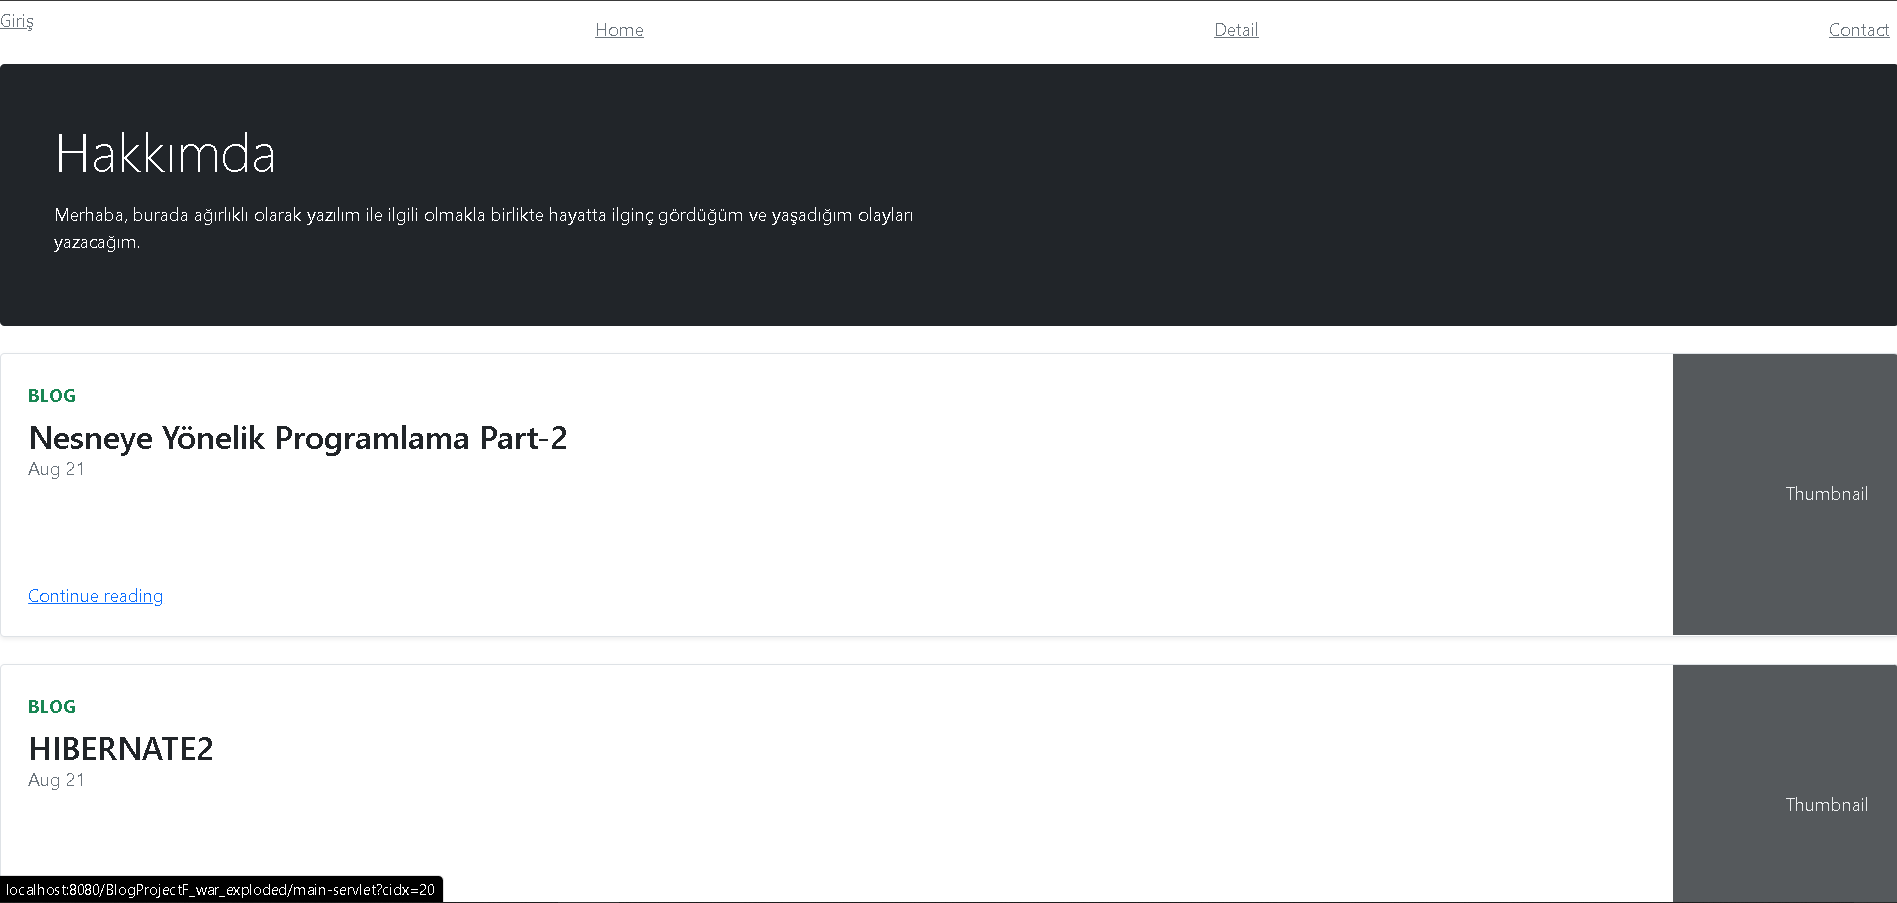 Giriş
Home
Detail
Contact
Hakkımda
Merhaba, burada ağırlıklı olarak yazılım ile ilgili olmakla birlikte hayatta ilginç gördüğüm ve yaşadığım olayları
yazacağım.
BLOG
Nesneye Yönelik Programlama Part-2
Aug 21
Thumbnail
Continue reading
BLOG
HIBERNATE2
Aug 21
Thumbnail
localhost:8080/BlogProjectF_war_exploded/main-servlet?cidx=20